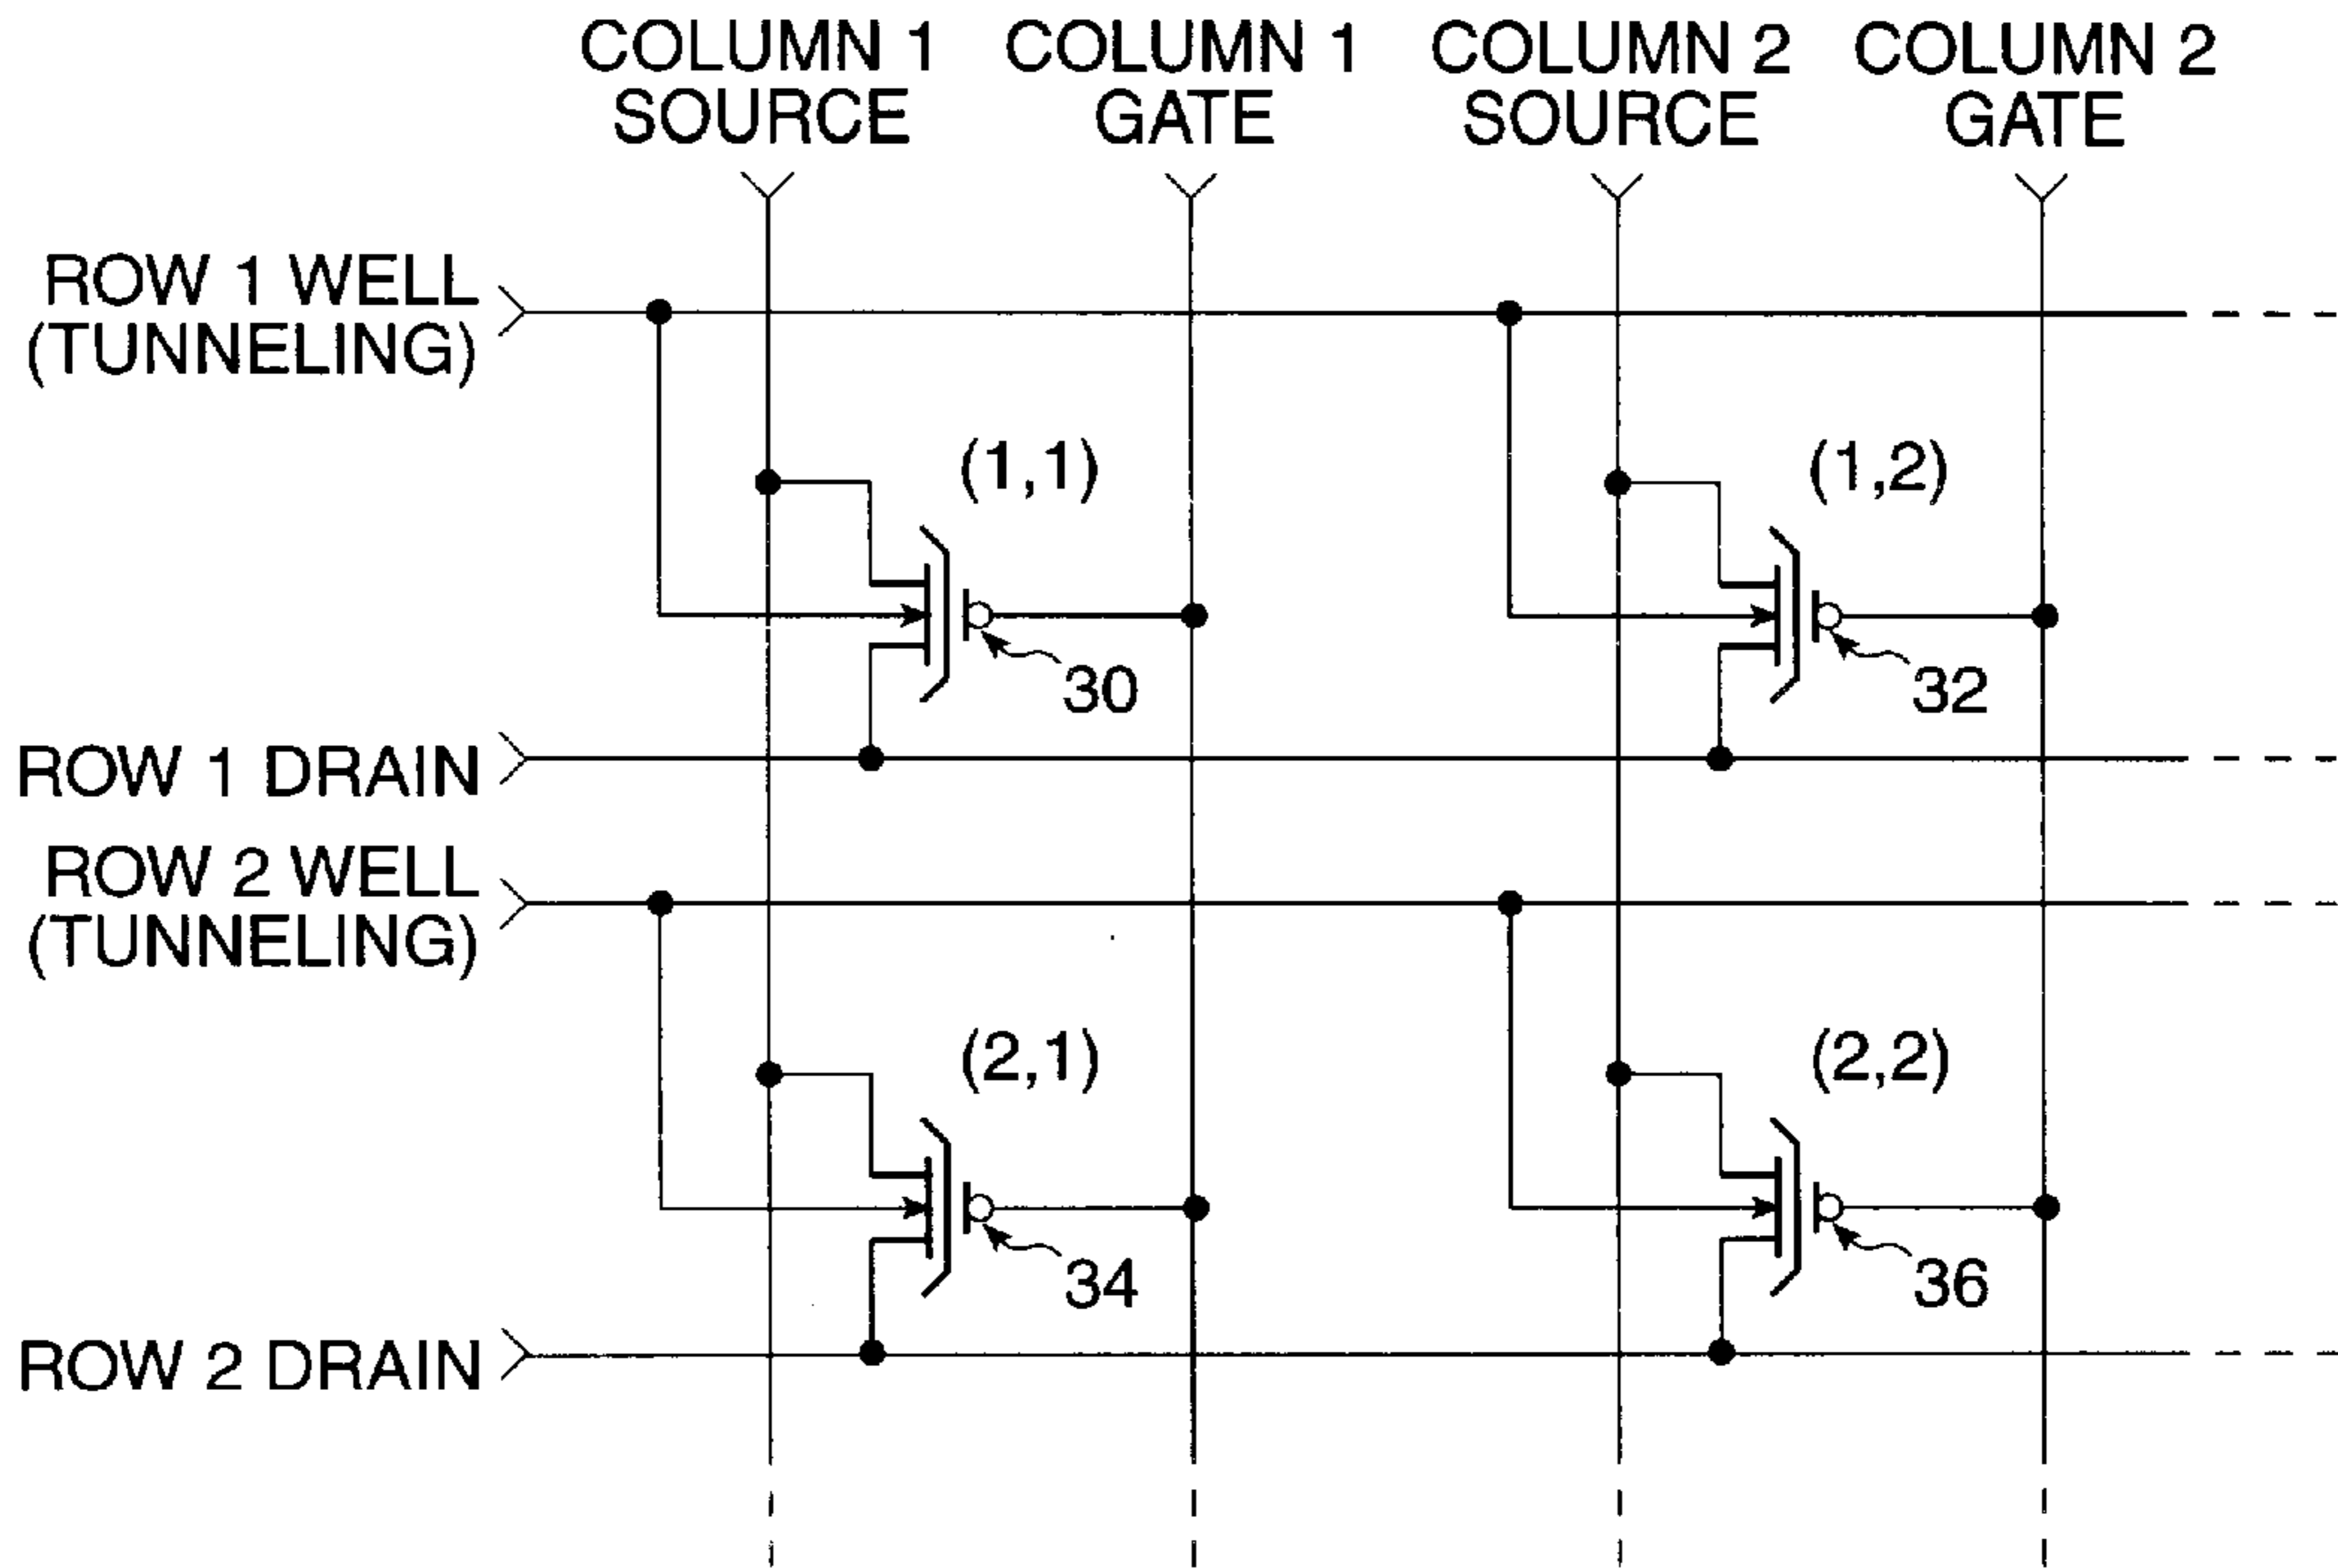 COLUMN 1 SOURCE
COLUMN 1 GATE
COLUMN 2 SOURCE
COLUMN 2 GATE
ROW 1 WELL
(TUNNELING)
(1,1)
(1,2)
30
32
ROW 1 DRAIN
ROW 2 WELL
(TUNNELING)
(2,1)
(2,2)
34
36
ROW 2 DRAIN